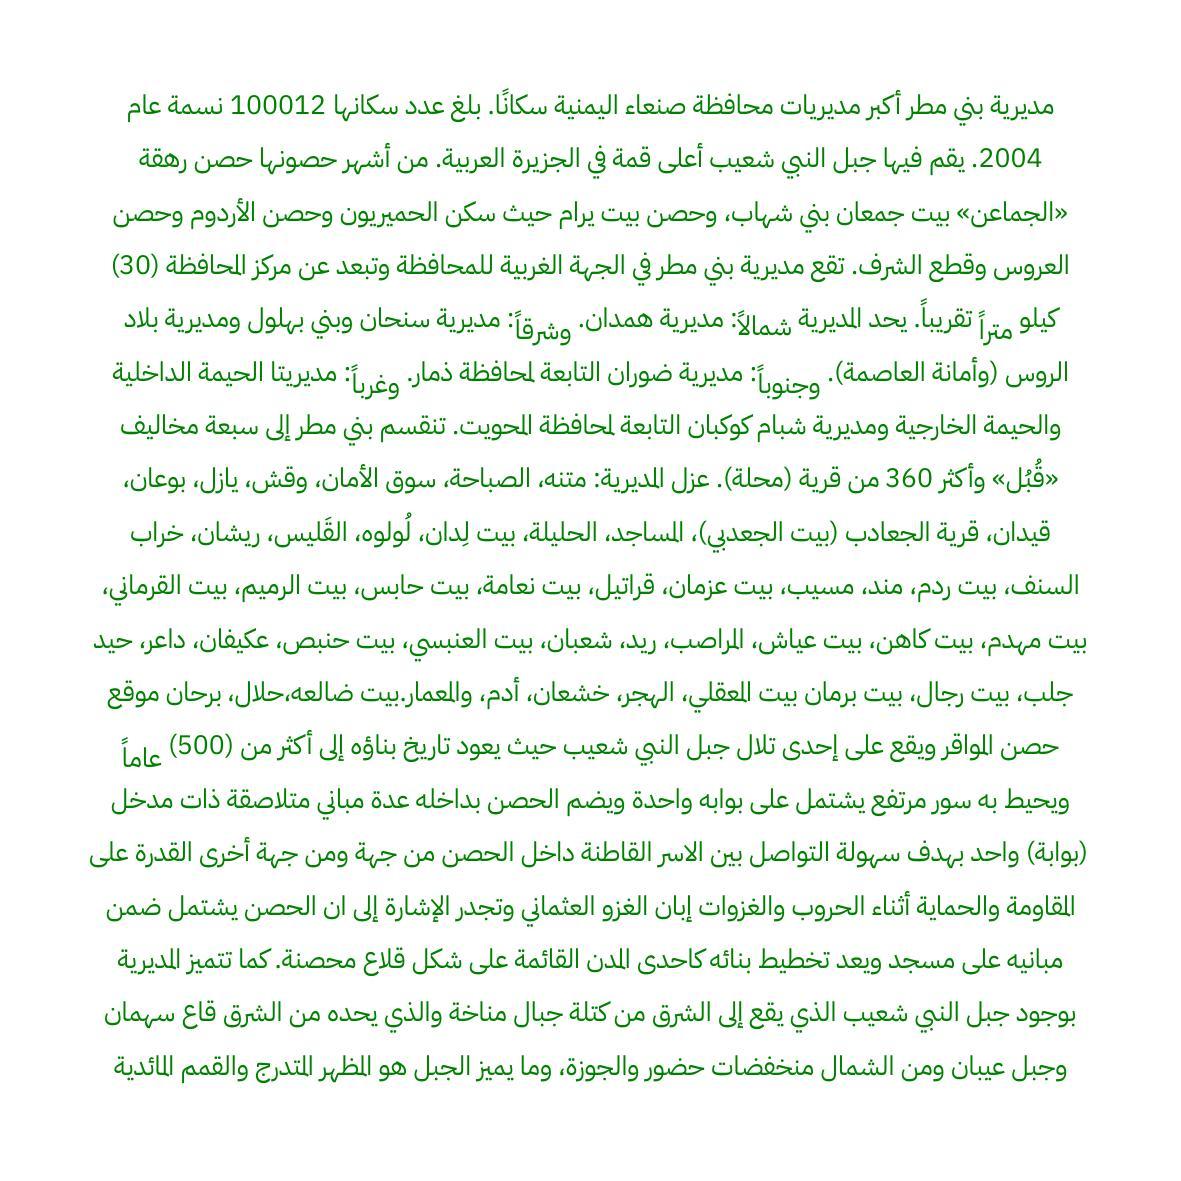 مديرية بني مطر أكبر مديريات محافظة صنعاء اليمنية سكانًا. بلغ عدد سكانها 100012 نسمة عام
2004. يقم فيها جبل النبي شعيب أعلى قمة في الجزيرة العربية. من أشهر حصونها حصن رهقة
«الجماعن» بيت جمعان بني شهاب، وحصن بيت يرام حيث سكن الحميريون وحصن الأردوم وحصن
العروس وقطع الشرف. تقع مديرية بني مطر في الجهة الغربية للمحافظة وتبعد عن مركز المحافظة (30)
كيلو متراً تقريباً. يحد المديرية شمالاً: مديرية همدان. وشرقاً: مديرية سنحان وبني بهلول ومديرية بلاد
الروس (وأمانة العاصمة). وجنوباً: مديرية ضوران التابعة لمحافظة ذمار. وغرباً: مديريتا الحيمة الداخلية
والحيمة الخارجية ومديرية شبام كوكبان التابعة لمحافظة المحويت. تنقسم بني مطر إلى سبعة مخاليف
«قُبُل» وأكثر 360 من قرية (محلة). عزل المديرية: متنه، الصباحة، سوق الأمان، وقش، يازل، بوعان،
قيدان، قرية الجعادب (بيت الجعدبي)، المساجد، الحليلة، بيت لِدان، لُولوه، القَليس، ريشان، خراب
السنف، بيت ردم، مند، مسيب، بيت عزمان، قراتيل، بيت نعامة، بيت حابس، بيت الرميم، بيت القرماني،
بيت مهدم، بيت كاهن، بيت عياش، المراصب، ريد، شعبان، بيت العنبسي، بيت حنبص، عكيفان، داعر، حيد
جلب، بيت رجال، بيت برمان بيت المعقلي، الهجر، خشعان، أدم، والمعمار.بيت ضالعه،حلال، برحان موقع
حصن المواقر ويقع على إحدى تلال جبل النبي شعيب حيث يعود تاريخ بناؤه إلى أكثر من (500) عاماً
ويحيط به سور مرتفع يشتمل على بوابه واحدة ويضم الحصن بداخله عدة مباني متلاصقة ذات مدخل
(بوابة) واحد بهدف سهولة التواصل بين الاسر القاطنة داخل الحصن من جهة ومن جهة أخرى القدرة على
المقاومة والحماية أثناء الحروب والغزوات إبان الغزو العثماني وتجدر الإشارة إلى ان الحصن يشتمل ضمن
مبانيه على مسجد ويعد تخطيط بنائه كاحدى المدن القائمة على شكل قلاع محصنة. كما تتميز المديرية
بوجود جبل النبي شعيب الذي يقع إلى الشرق من كتلة جبال مناخة والذي يحده من الشرق قاع سهمان
وجبل عيبان ومن الشمال منخفضات حضور والجوزة، وما يميز الجبل هو المظهر المتدرج والقمم المائدية